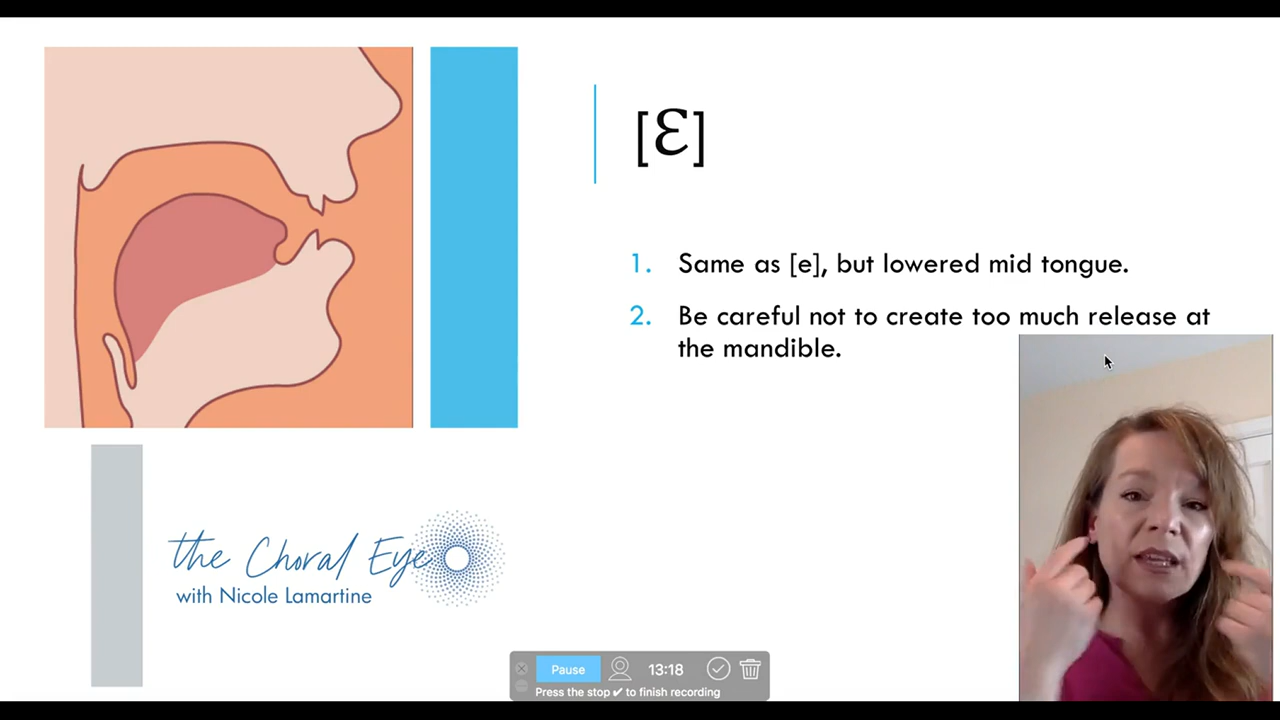 [ɛ]
1. Same as [e], but lowered mid tongue.
2. Be careful not to create too much release at
the mandible.
the Choral Eye
with Nicole Lamartine
Pause
13:18
Press the stop ✔ to finish recording